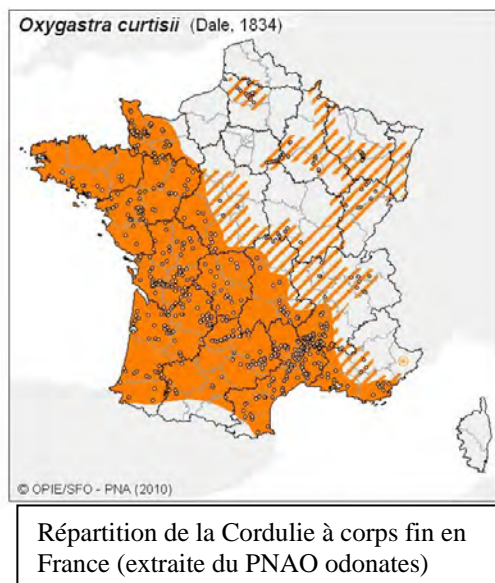 Oxygastra curtisii (Dale, 1834)
© OPIE/SFO - PNA (2010)
Répartition de la Cordulie à corps fin en
France (extraite du PNAO odonates)